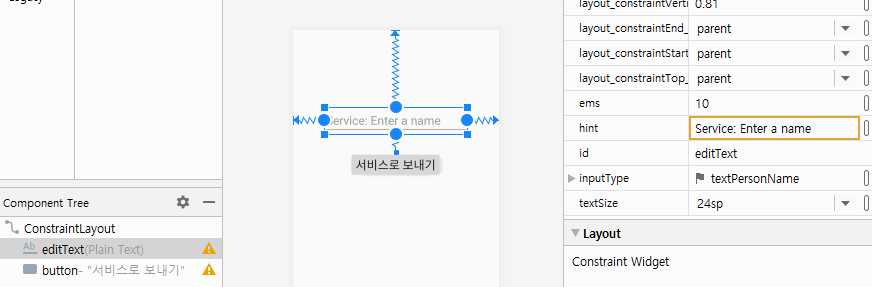 layout_constraintVerti
0.81
layout_constraintEnd_
parent
layout_constraintStart
parent
layout_constraintTop_
parent
ems
10
hint
Service: Enter a name
id
editText
inputType
textPersonName
textSize
24sp
Layout
Constraint Widget
Service: Enter a name
서비스로 보내기
Component Tree
ConstraintLayout
Ab editText(Plain Text)
button- "서비스로 보내기"